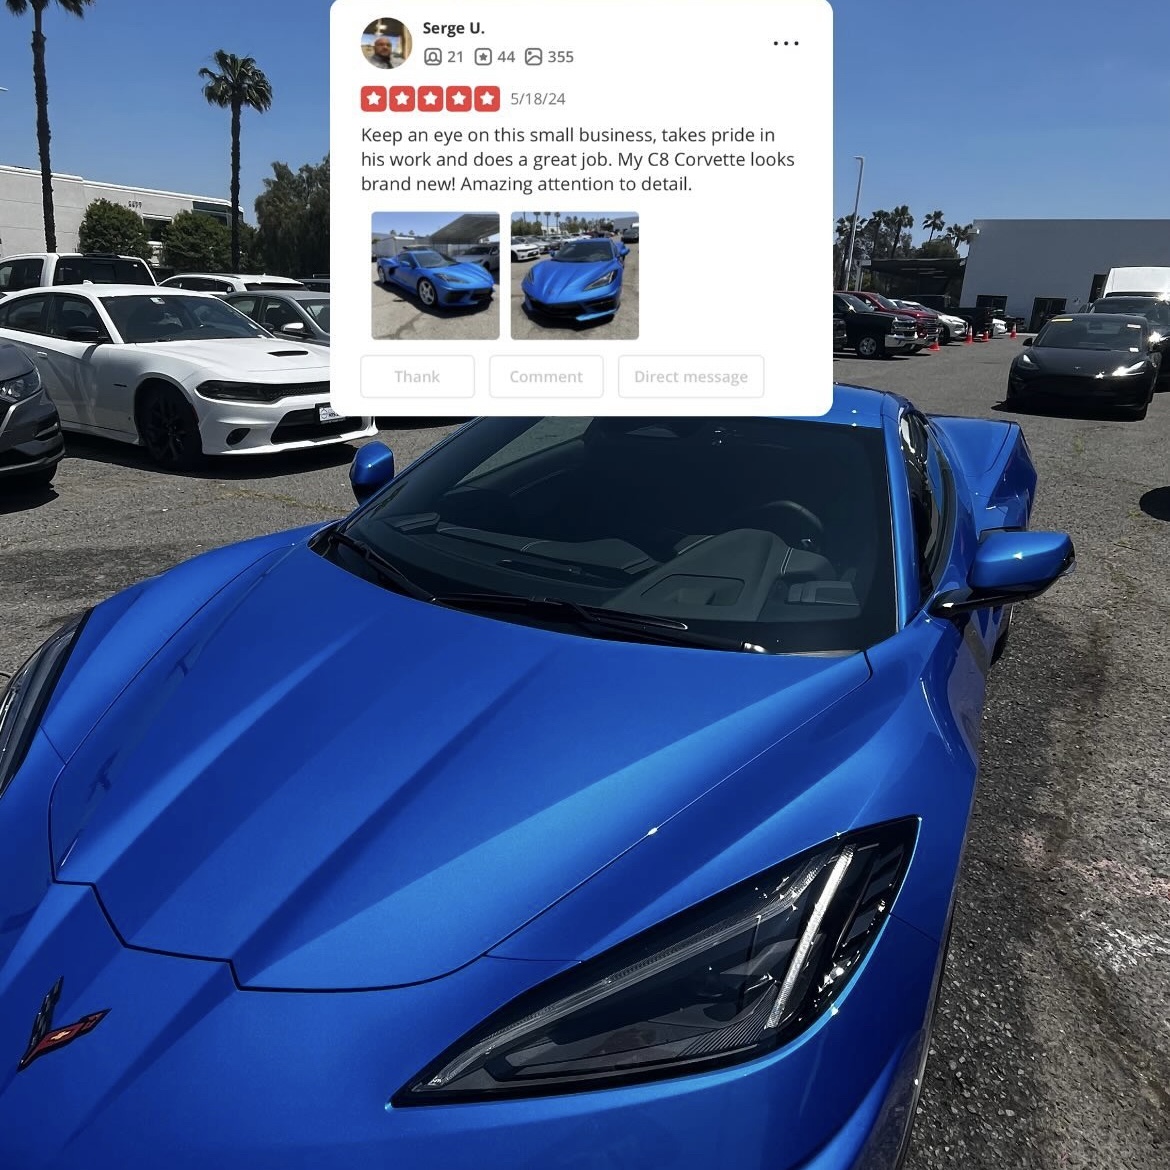 Serge U.
21 44 355
5/18/24
Keep an eye on this small business, takes pride in
his work and does a great job. My C8 Corvette looks
brand new! Amazing attention to detail.
Thank Comment Direct message